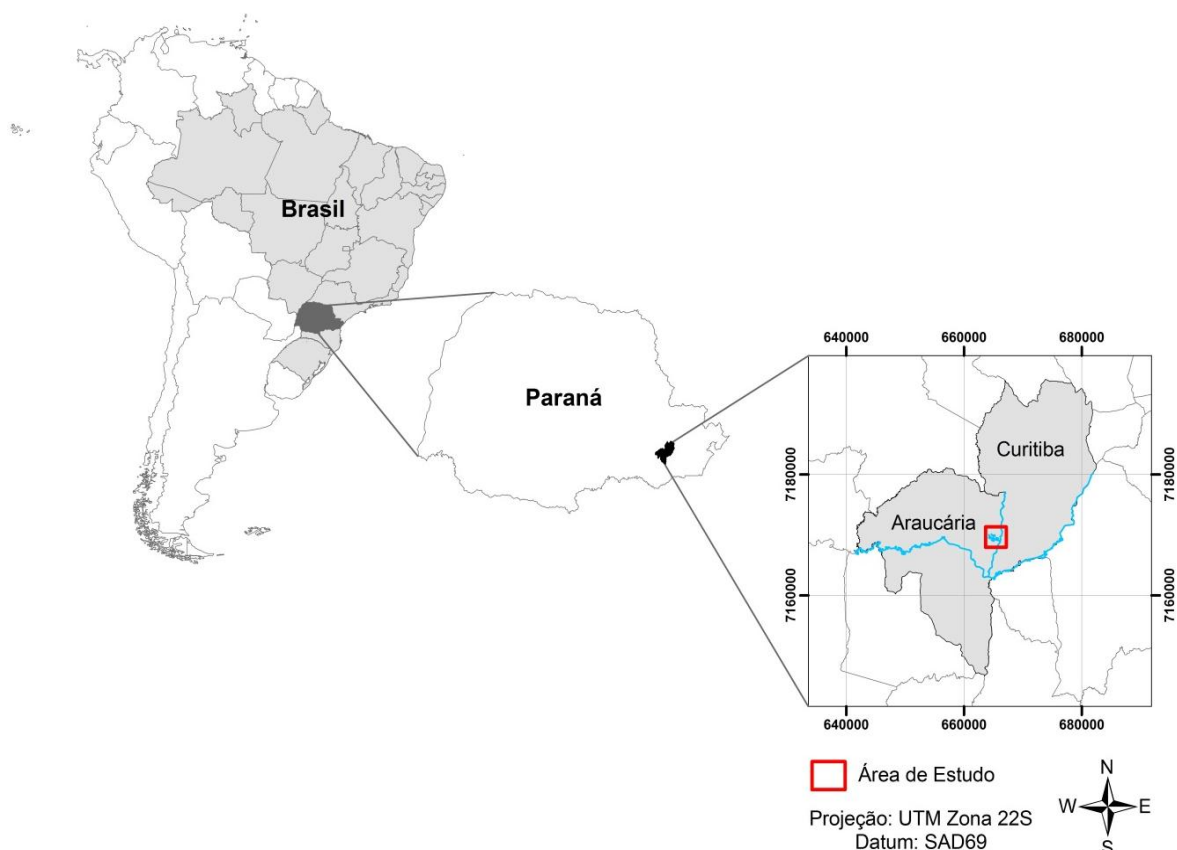 Brasil
Paraná
640000 660000 680000
Curitiba
7180000 7180000
Araucária
7160000 7160000
640000 660000 680000
Área de Estudo
N
W E
S
Projeção: UTM Zona 22S
Datum: SAD69